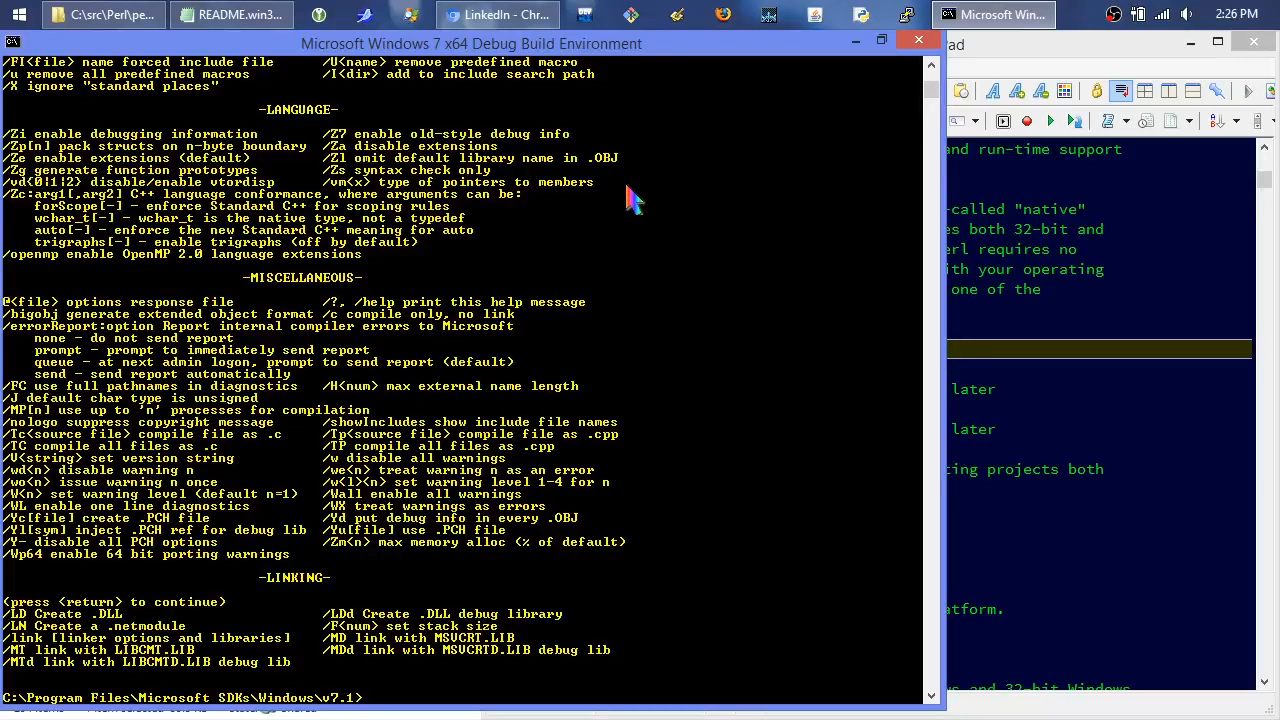 C:\src\Perl\pe...
README.win3...
LinkedIn - Chr...
Microsoft Win...
2:26 PM
Microsoft Windows 7 x64 Debug Build Environment
ad
/FI<file> name forced include file /U<name> remove predefined macro
/u remove all predefined macros /I<dir> add to include search path
/X ignore "standard places"
-LANGUAGE-
/Zi enable debugging information /Z7 enable old-style debug info
/Zp[n] pack structs on n-byte boundary /Za disable extensions
/Ze enable extensions (default) /Zl omit default library name in .OBJ
/Zg generate function prototypes /Zs syntax check only
/vd{0|1|2} disable/enable vtordisp /vm<x> type of pointers to members
/Zc:arg1[,arg2] C++ language conformance, where arguments can be:
forScope[-] - enforce Standard C++ for scoping rules
wchar_t[-] - wchar_t is the native type, not a typedef
auto[-] - enforce the new Standard C++ meaning for auto
trigraphs[-] - enable trigraphs (off by default)
/openmp enable OpenMP 2.0 language extensions
-MISCELLANEOUS-
@<file> options response file /?, /help print this help message
/bigobj generate extended object format /c compile only, no link
/errorReport:option Report internal compiler errors to Microsoft
none - do not send report
prompt - prompt to immediately send report
queue - at next admin logon, prompt to send report (default)
send - send report automatically
/FC use full pathnames in diagnostics /H<num> max external name length
/J default char type is unsigned
/MP[n] use up to 'n' processes for compilation
/nologo suppress copyright message /showIncludes show include file names
/Tc<source file> compile file as .c /Tp<source file> compile file as .cpp
/TC compile all files as .c /TP compile all files as .cpp
/V<string> set version string /w disable all warnings
/wd<n> disable warning n /we<n> treat warning n as an error
/wo<n> issue warning n once /w<l><n> set warning level 1-4 for n
/W<n> set warning level (default n=1) /Wall enable all warnings
/WL enable one line diagnostics /WX treat warnings as errors
/Yc[file] create .PCH file /Yd put debug info in every .OBJ
/Yl[sym] inject .PCH ref for debug lib /Yu[file] use .PCH file
/Y- disable all PCH options /Zm<n> max memory alloc (% of default)
/Wp64 enable 64 bit porting warnings
-LINKING-
(press <return> to continue)
/LD Create .DLL /LDd Create .DLL debug library
/LN Create a .netmodule /F<num> set stack size
/link [linker options and libraries] /MD link with MSVCRT.LIB
/MT link with LIBCMT.LIB /MDd link with MSVCRTD.LIB debug lib
/MTd link with LIBCMTD.LIB debug lib
C:\Program Files\Microsoft SDKs\Windows\v7.1>
and run-time support
-called "native"
es both 32-bit and
erl requires no
ith your operating
one of the
later
later
ting projects both
atform.
ws and 32-bit Windows